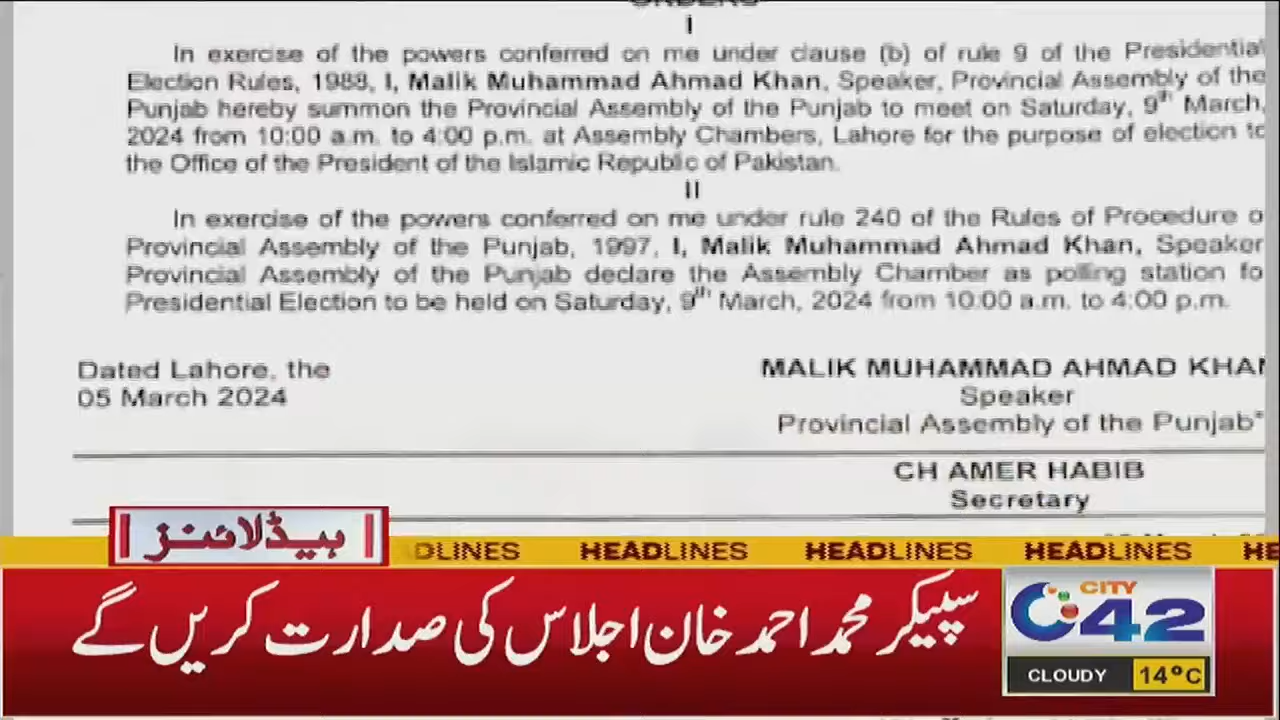 ORDERS
I
In exercise of the powers conferred on me under clause (b) of rule 9 of the Presidential
Election Rules, 1988, I, Malik Muhammad Ahmad Khan, Speaker, Provincial Assembly of the
Punjab hereby summon the Provincial Assembly of the Punjab to meet on Saturday, 9th March,
2024 from 10:00 a.m. to 4:00 p.m. at Assembly Chambers, Lahore for the purpose of election to
the Office of the President of the Islamic Republic of Pakistan.
II
In exercise of the powers conferred on me under rule 240 of the Rules of Procedure o
Provincial Assembly of the Punjab, 1997, I, Malik Muhammad Ahmad Khan, Speaker
Provincial Assembly of the Punjab declare the Assembly Chamber as polling station fo
Presidential Election to be held on Saturday, 9th March, 2024 from 10:00 a.m. to 4:00 p.m.
Dated Lahore, the
05 March 2024
MALIK MUHAMMAD AHMAD KHAN
Speaker
Provincial Assembly of the Punjab"
CH AMER HABIB
Secretary
ہیڈلائنز
DLINES HEADLINES HEADLINES HEADLINES HE
سپیکر محمد احمد خان اجلاس کی صدارت کریں گے
CITY
42
CLOUDY 14°C